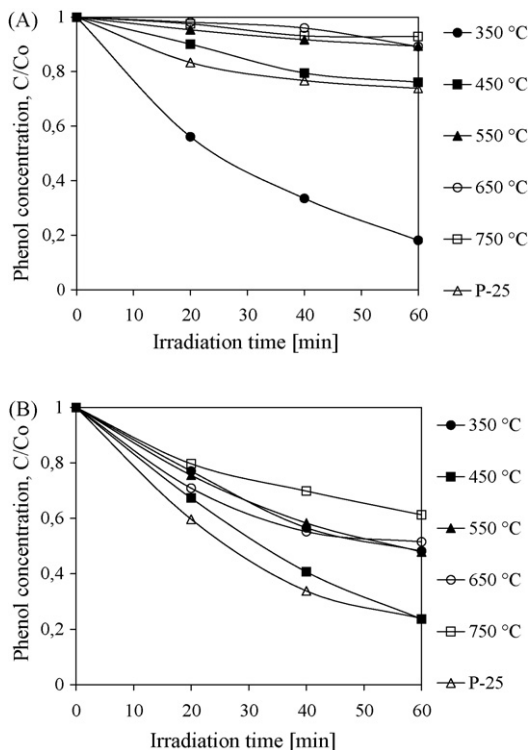 (A)
Phenol concentration, C/Co
1
0,8
0,6
0,4
0,2
0
0 10 20 30 40 50 60
Irradiation time [min]
350 °C
450 °C
550 °C
650 °C
750 °C
P-25
(B)
Phenol concentration, C/Co
1
0,8
0,6
0,4
0,2
0
0 10 20 30 40 50 60
Irradiation time [min]
350 °C
450 °C
550 °C
650 °C
750 °C
P-25